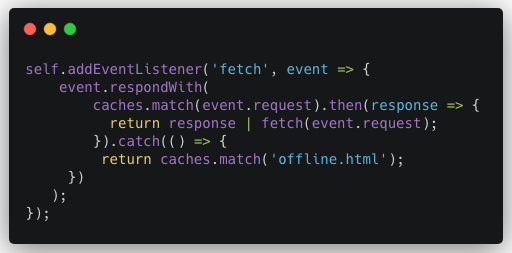 self.addEventListener('fetch', event => {
    event.respondWith(
        caches.match(event.request).then(response => {
          return response | fetch(event.request);
        }).catch(() => {
         return caches.match('offline.html');
     })
   );
});